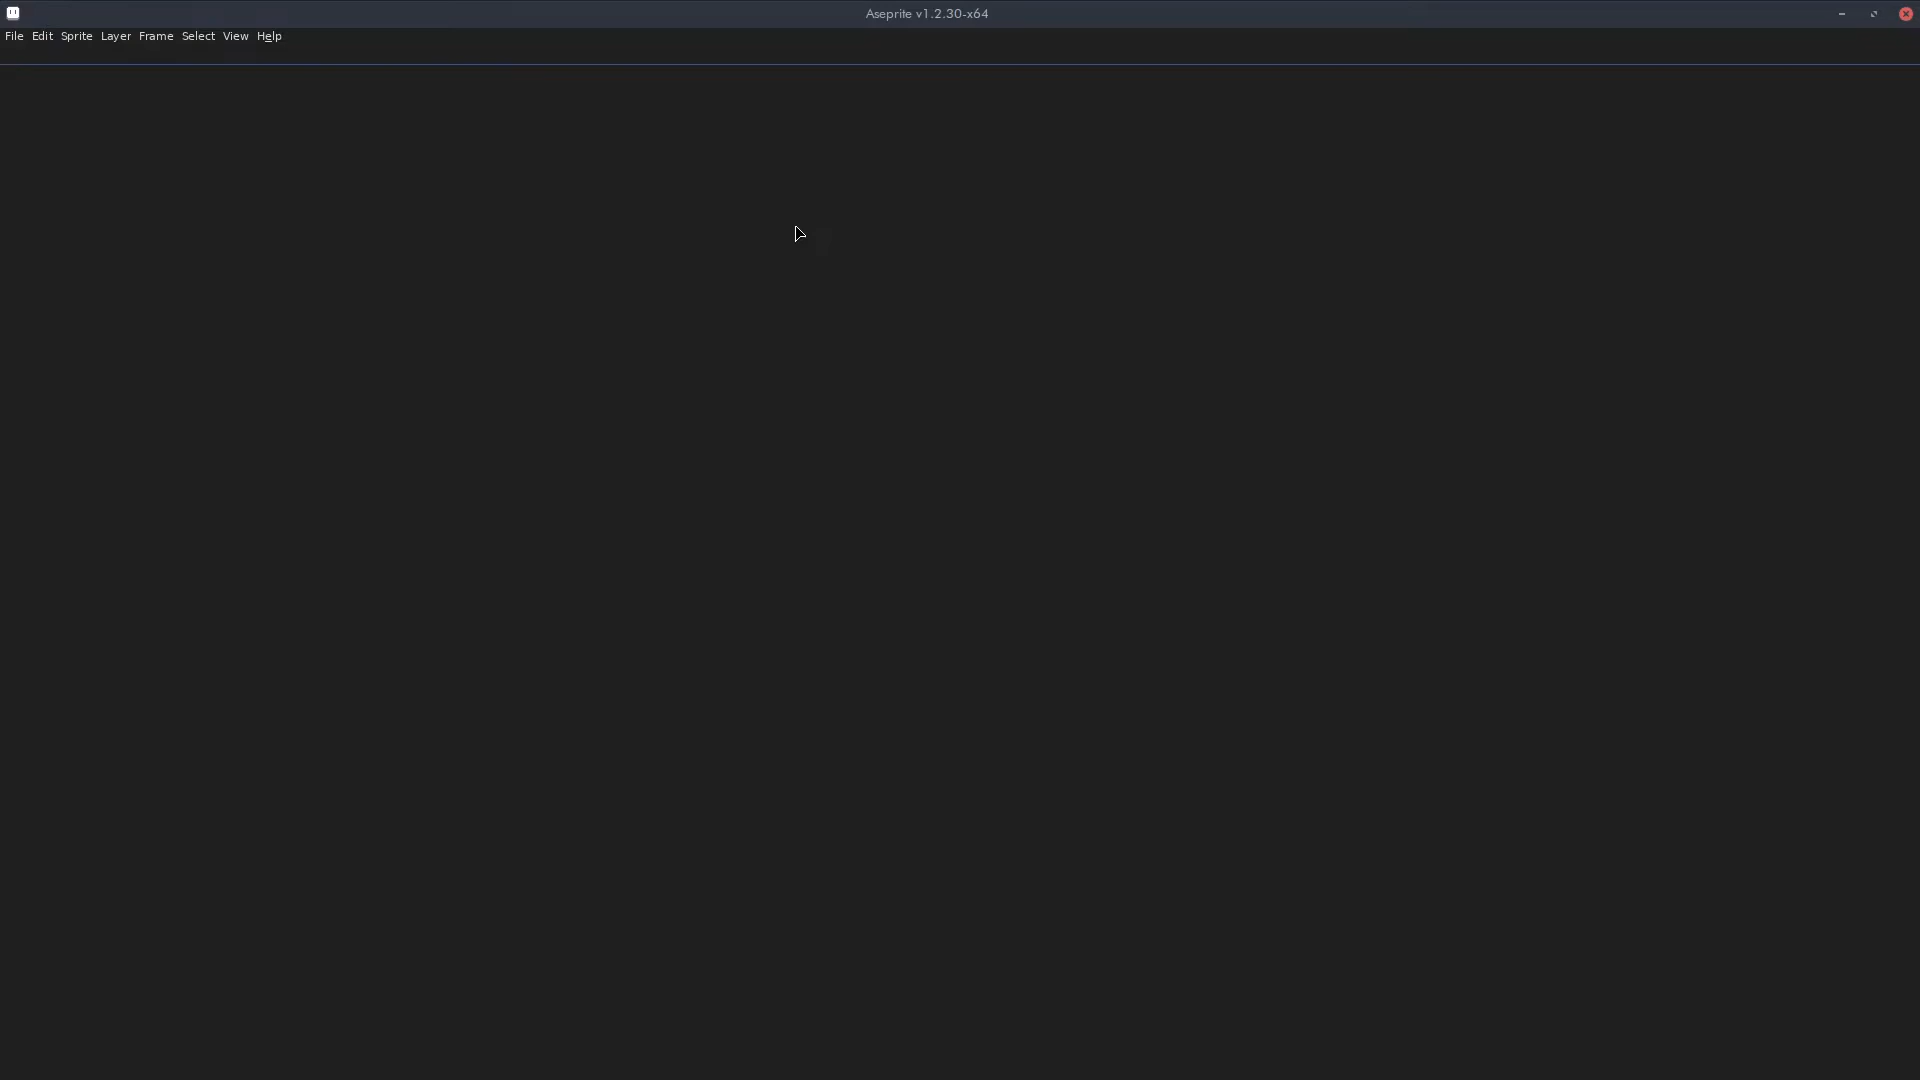 Aseprite v1.2.30-x64
File Edit Sprite Layer Frame Select View Help